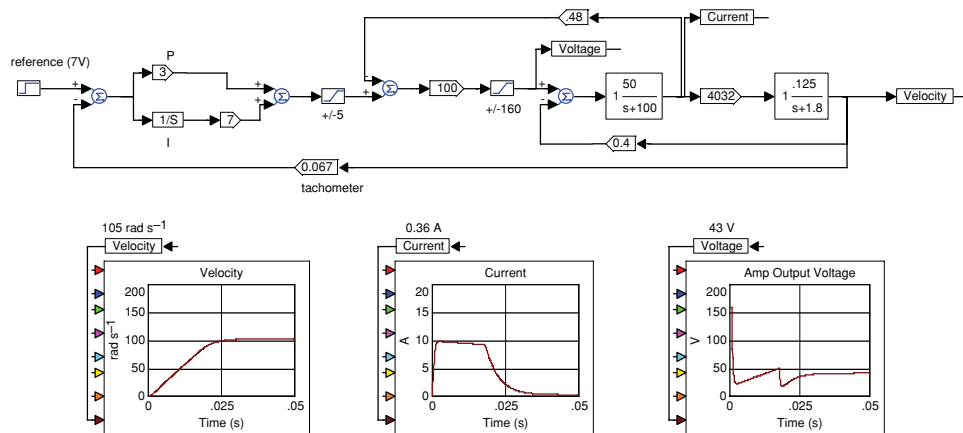 .48
Current
reference (7V)
P
Voltage
3
+
-
Σ
+
+
Σ
+/-5
-
+
Σ
100
+/-160
+
-
Σ
1 50 / s+100
4032
1 .125 / s+1.8
Velocity
1/S
7
I
0.4
0.067
tachometer
105 rad s−1
Velocity
Velocity
rad s−1
200
150
100
50
0
0
.025
.05
Time (s)
0.36 A
Current
Current
A
20
15
10
5
0
0
.025
.05
Time (s)
43 V
Voltage
Amp Output Voltage
V
200
150
100
50
0
0
.025
.05
Time (s)